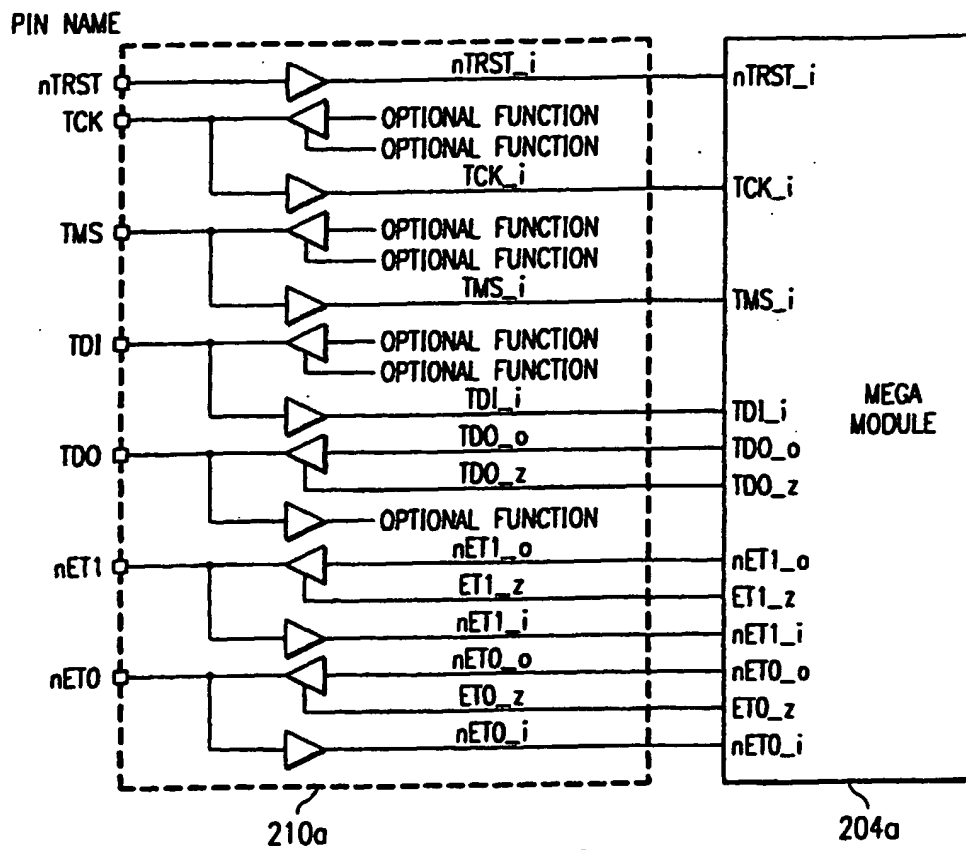 PIN NAME
nTRST nTRST_i nTRST_i
TCK OPTIONAL FUNCTION
OPTIONAL FUNCTION
TCK_i TCK_i
TMS OPTIONAL FUNCTION
OPTIONAL FUNCTION
TMS_i TMS_i
TDI OPTIONAL FUNCTION
OPTIONAL FUNCTION
TDI_i TDI_i
MEGA
MODULE
TDO TDO_o TDO_o
TDO_z TDO_z
OPTIONAL FUNCTION
nET1 nET1_o nET1_o
ET1_z ET1_z
nET1_i nET1_i
nET0 nET0_o nET0_o
ET0_z ET0_z
nET0_i nET0_i
210a 204a